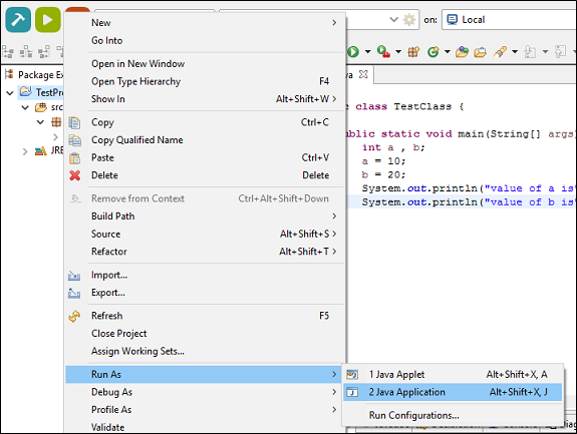 on: Local
Package Ex
TestPro
src
JRE
New
Go Into
Open in New Window
Open Type Hierarchy F4
Show In Alt+Shift+W
Copy Ctrl+C
Copy Qualified Name
Paste Ctrl+V
Delete Delete
Remove from Context Ctrl+Alt+Shift+Down
Build Path
Source Alt+Shift+S
Refactor Alt+Shift+T
Import...
Export...
Refresh F5
Close Project
Assign Working Sets...
Run As
Debug As
Profile As
Validate
1 Java Applet Alt+Shift+X, A
2 Java Application Alt+Shift+X, J
Run Configurations...
va
c class TestClass {
ublic static void main(String[] args)
int a , b;
a = 10;
b = 20;
System.out.println("value of a is"
System.out.println("value of b is"